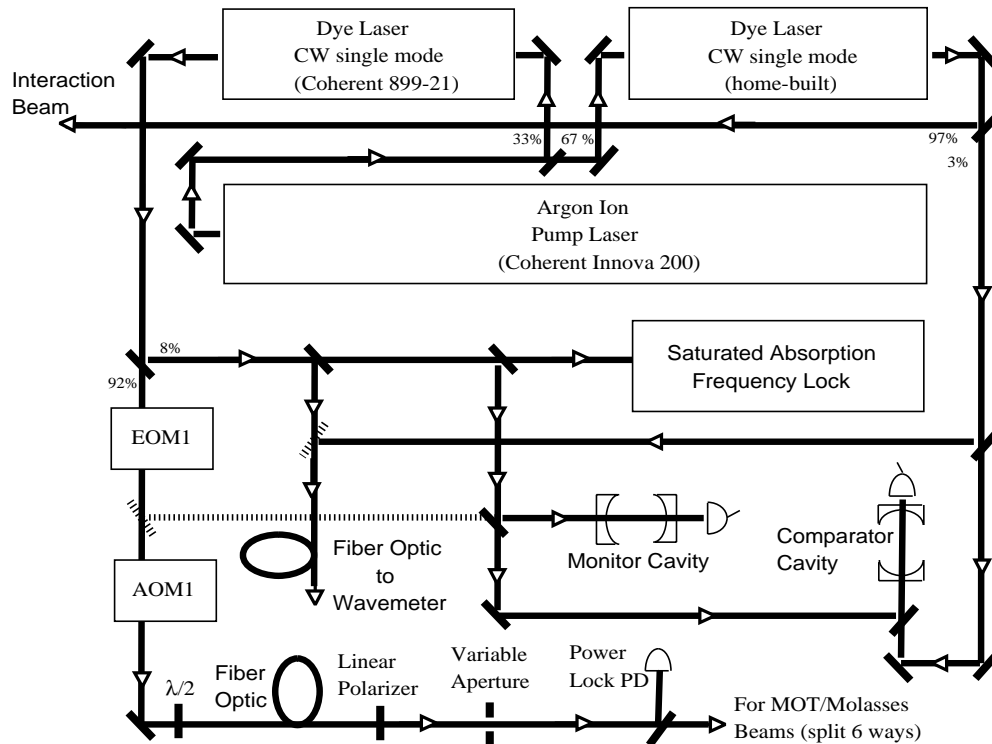 Dye Laser
CW single mode
(Coherent 899-21)
Dye Laser
CW single mode
(home-built)
Interaction
Beam
33%
67 %
97%
3%
Argon Ion
Pump Laser
(Coherent Innova 200)
8%
92%
Saturated Absorption
Frequency Lock
EOM1
Fiber Optic
to
Wavemeter
Monitor Cavity
Comparator
Cavity
AOM1
λ/2
Fiber
Optic
Linear
Polarizer
Variable
Aperture
Power
Lock PD
For MOT/Molasses
Beams (split 6 ways)